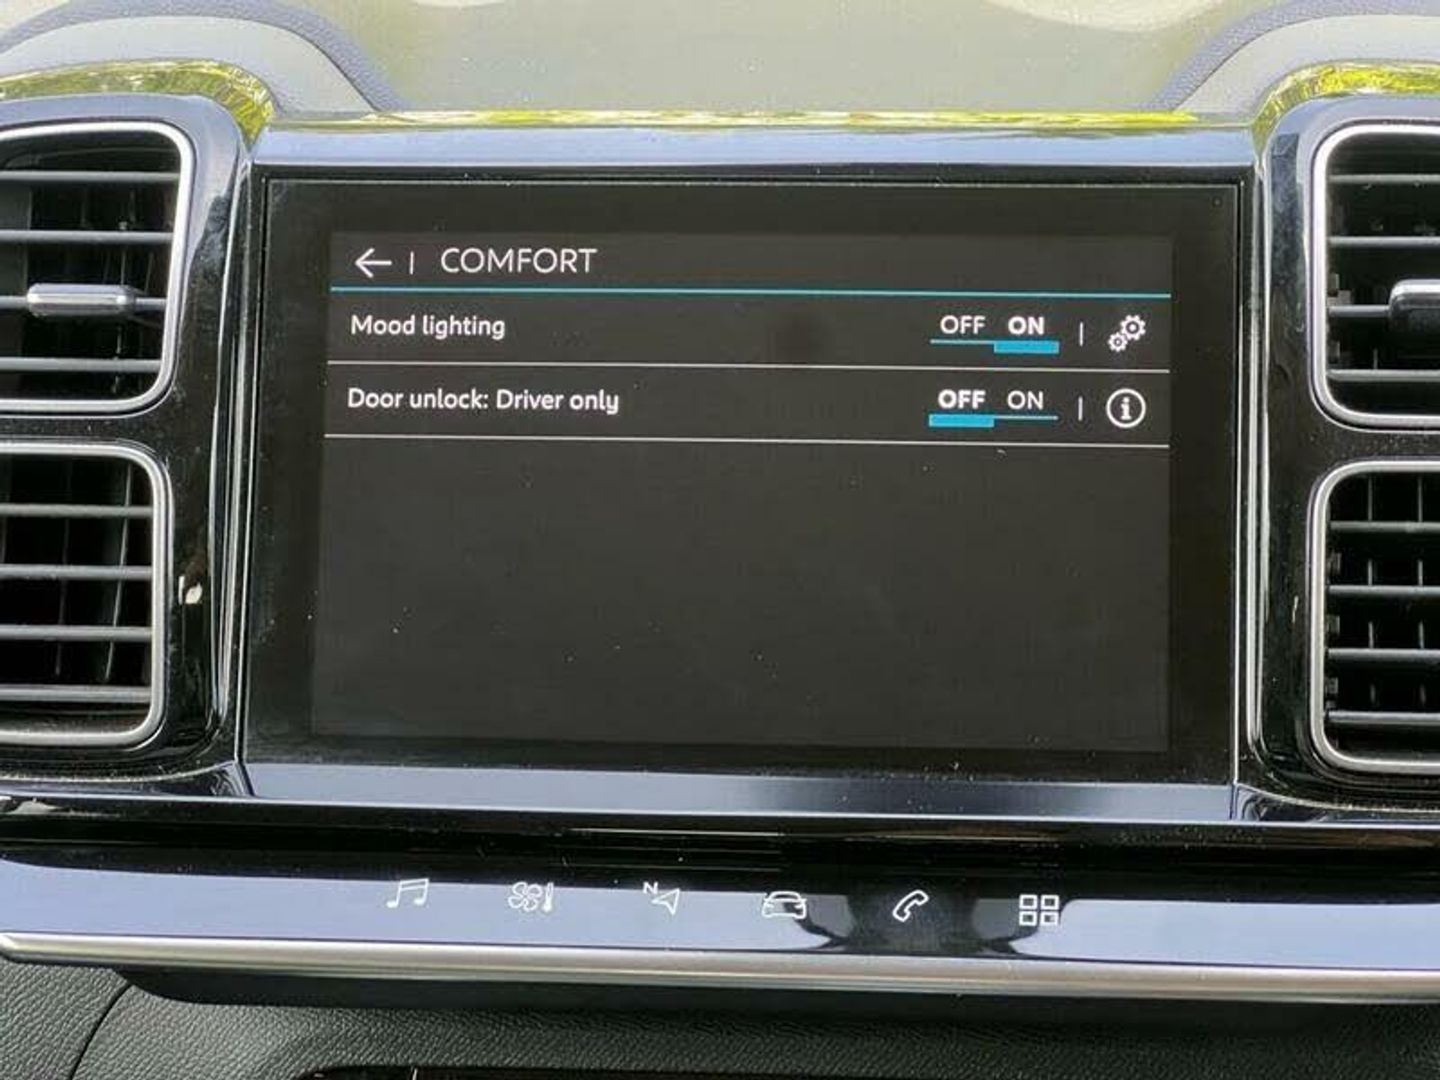 COMFORT
Mood lighting OFF ON
Door unlock: Driver only OFF ON
N